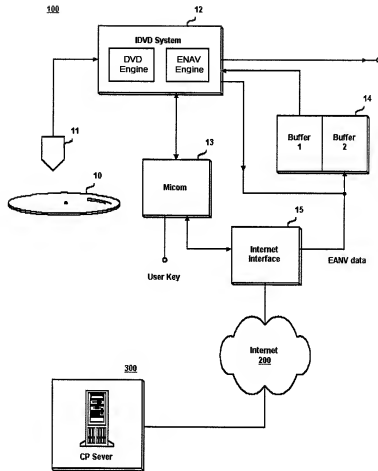 100
12
IDVD System
DVD
Engine
ENAV
Engine
14
11
Buffer
1
Buffer
2
13
10
Micom
15
Internet
Interface
User Key
EANV data
Internet
200
300
CP Sever